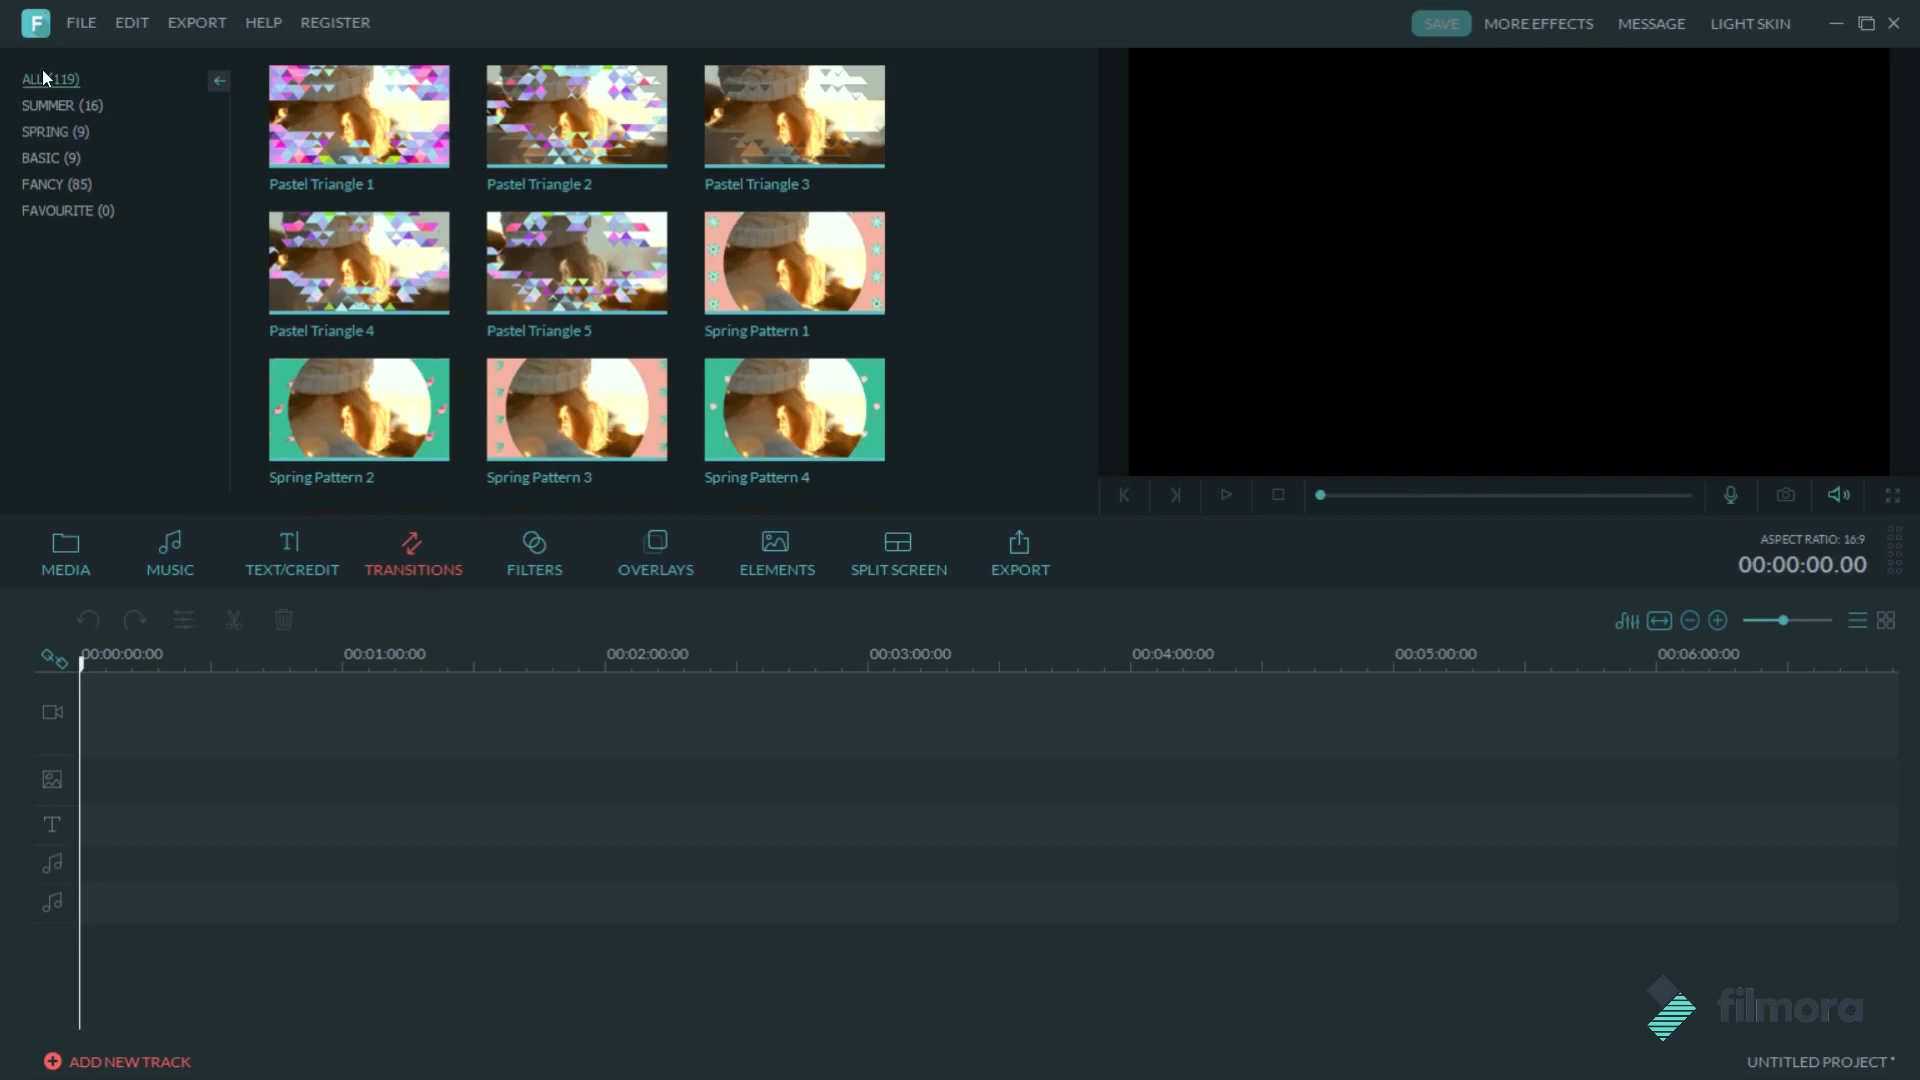 F FILE EDIT EXPORT HELP REGISTER SAVE MORE EFFECTS MESSAGE LIGHT SKIN
ALL (119)
SUMMER (16)
SPRING (9)
BASIC (9)
FANCY (85)
FAVOURITE (0)
Pastel Triangle 1 Pastel Triangle 2 Pastel Triangle 3
Pastel Triangle 4 Pastel Triangle 5 Spring Pattern 1
Spring Pattern 2 Spring Pattern 3 Spring Pattern 4
MEDIA MUSIC TEXT/CREDIT TRANSITIONS FILTERS OVERLAYS ELEMENTS SPLIT SCREEN EXPORT
ASPECT RATIO: 16:9
00:00:00.00
00:00:00:00 00:01:00:00 00:02:00:00 00:03:00:00 00:04:00:00 00:05:00:00 00:06:00:00
filmora
ADD NEW TRACK UNTITLED PROJECT *